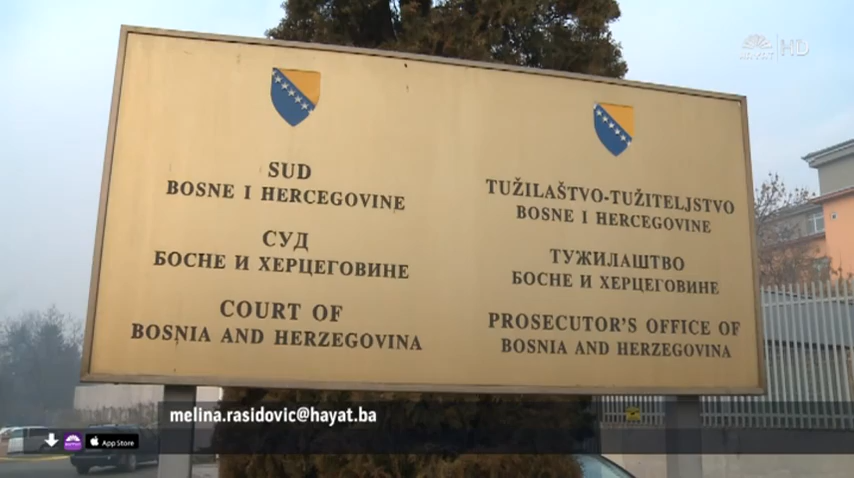 HAYAT HD
SUD
BOSNE I HERCEGOVINE
СУД
БОСНЕ И ХЕРЦЕГОВИНЕ
COURT OF
BOSNIA AND HERZEGOVINA
TUŽILAŠTVO-TUŽITELJSTVO
BOSNE I HERCEGOVINE
ТУЖИЛАШТВО
БОСНЕ И ХЕРЦЕГОВИНЕ
PROSECUTOR'S OFFICE OF
BOSNIA AND HERZEGOVINA
melina.rasidovic@hayat.ba
App Store